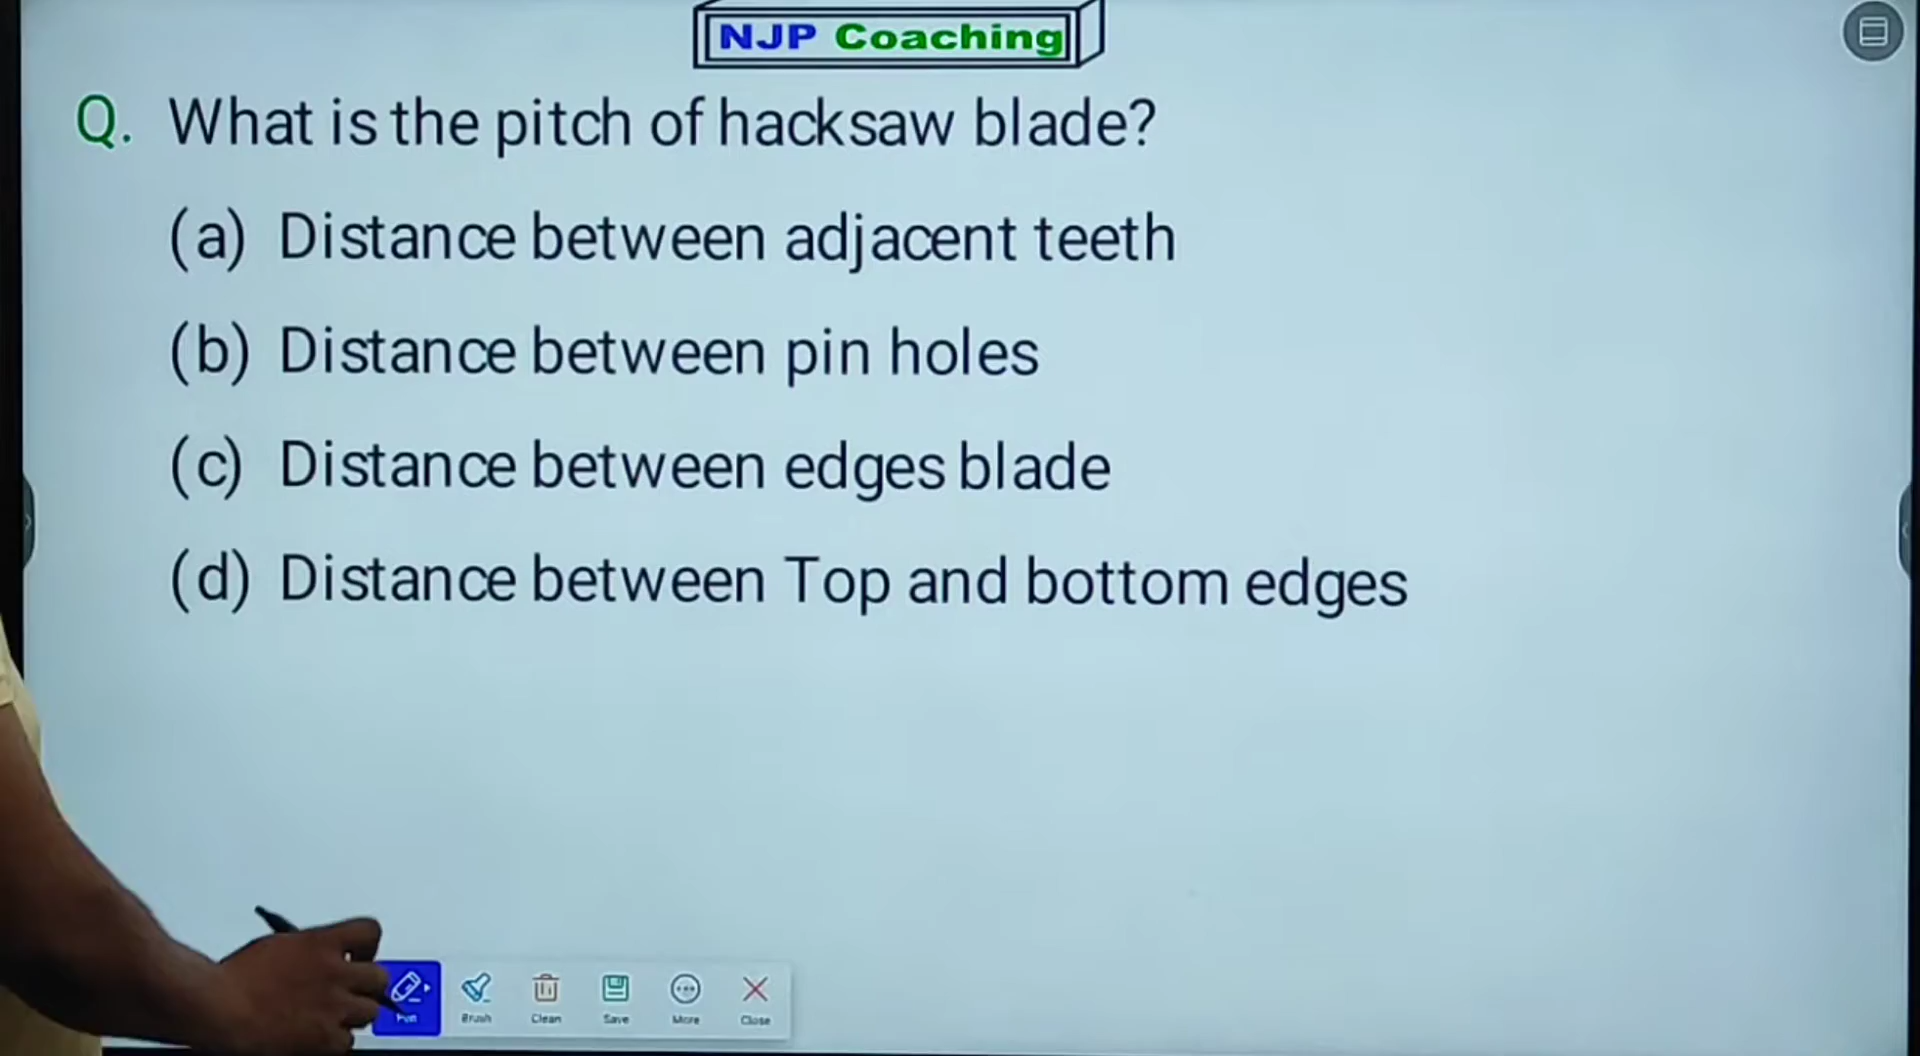 NJP Coaching
Q. What is the pitch of hacksaw blade?
(a) Distance between adjacent teeth
(b) Distance between pin holes
(c) Distance between edges blade
(d) Distance between Top and bottom edges
Pen Brush Clean Save More Close